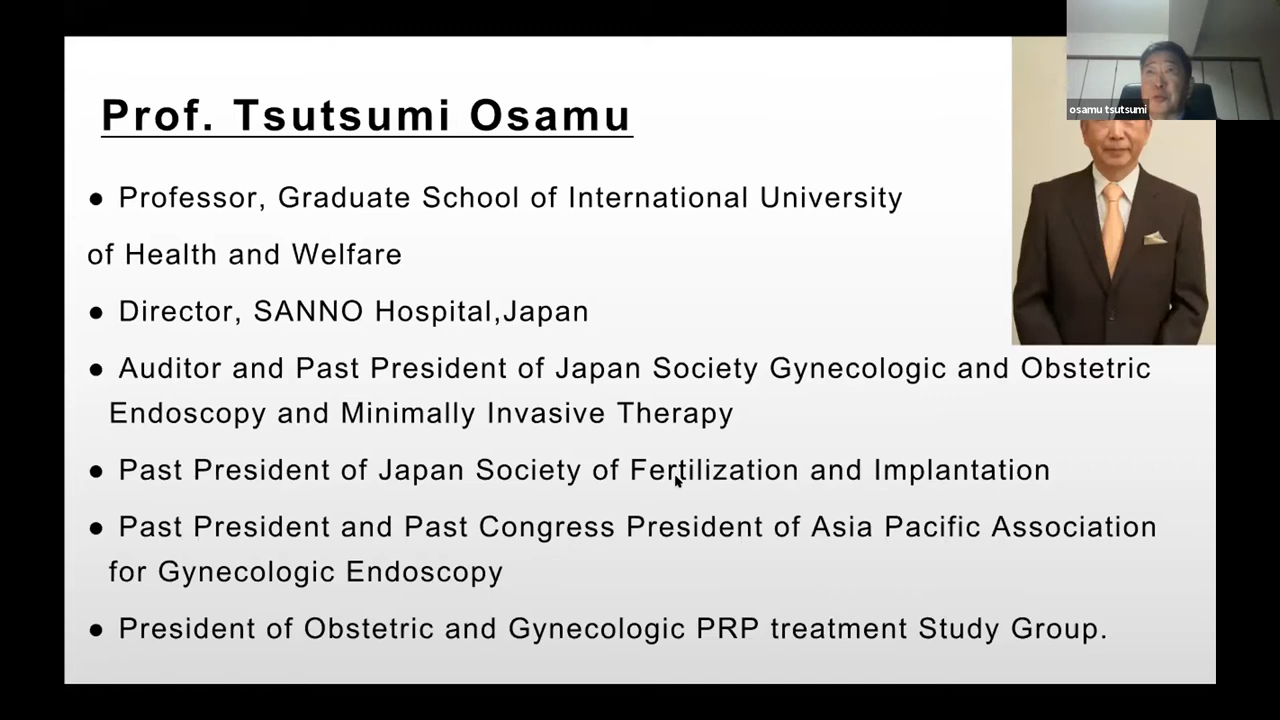 osamu tsutsumi
Prof. Tsutsumi Osamu
● Professor, Graduate School of International University
of Health and Welfare
● Director, SANNO Hospital,Japan
● Auditor and Past President of Japan Society Gynecologic and Obstetric
Endoscopy and Minimally Invasive Therapy
● Past President of Japan Society of Fertilization and Implantation
● Past President and Past Congress President of Asia Pacific Association
for Gynecologic Endoscopy
● President of Obstetric and Gynecologic PRP treatment Study Group.